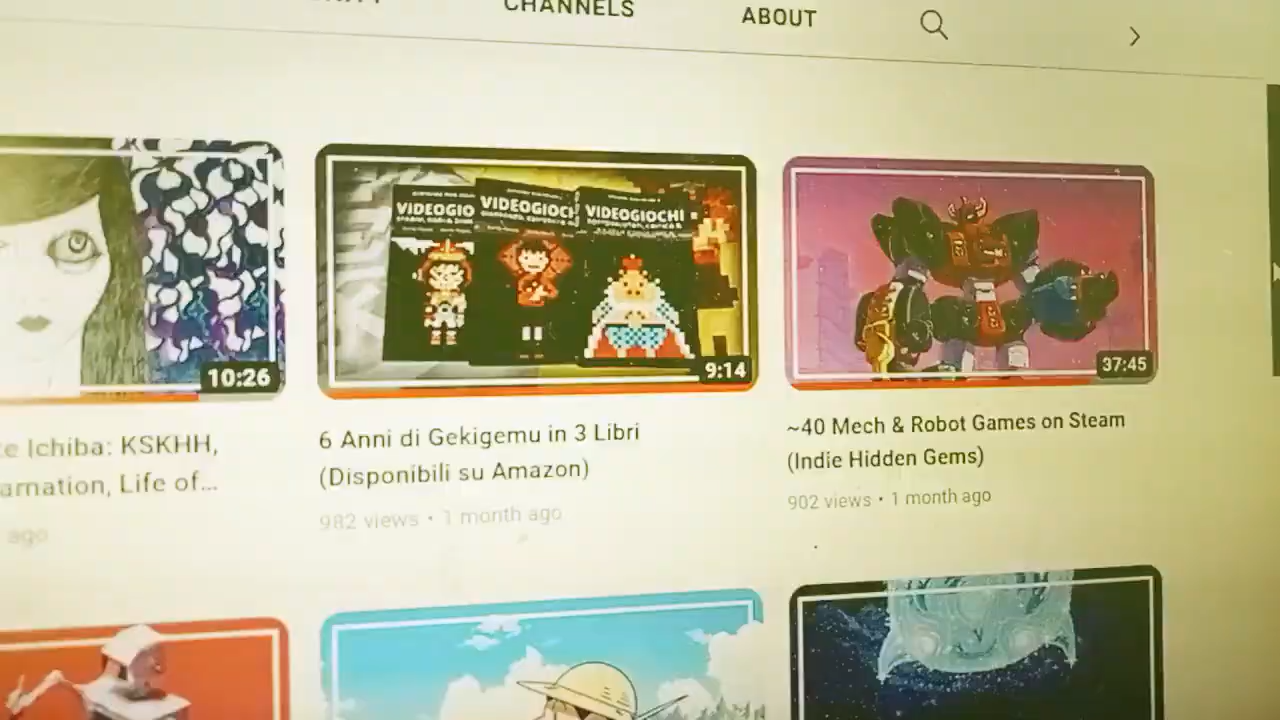 CHANNELS
ABOUT
VIDEOGIO
VIDEOGIOCHI
VIDEOGIOCHI
10:26
9:14
37:45
Ichiba: KSKHH,
Life of...
ago
6 Anni di Gekigemu in 3 Libri
(Disponibili su Amazon)
982 views • 1 month ago
~40 Mech & Robot Games on Steam
(Indie Hidden Gems)
902 views • 1 month ago